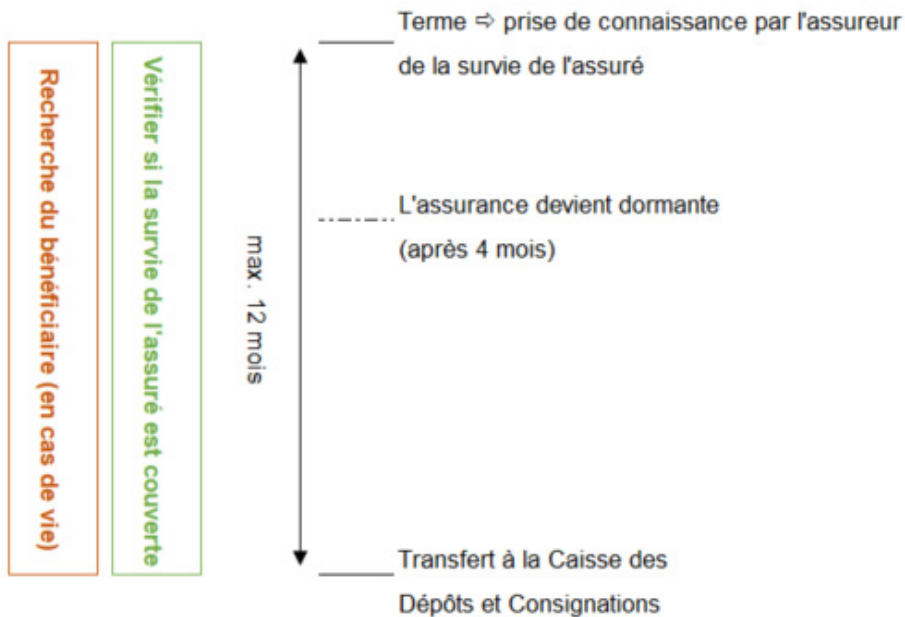 Recherche du bénéficiaire (en cas de vie)
Vérifier si la survie de l'assuré est couverte
max. 12 mois
Terme ⇨ prise de connaissance par l'assureur
de la survie de l'assuré
L'assurance devient dormante
(après 4 mois)
Transfert à la Caisse des
Dépôts et Consignations